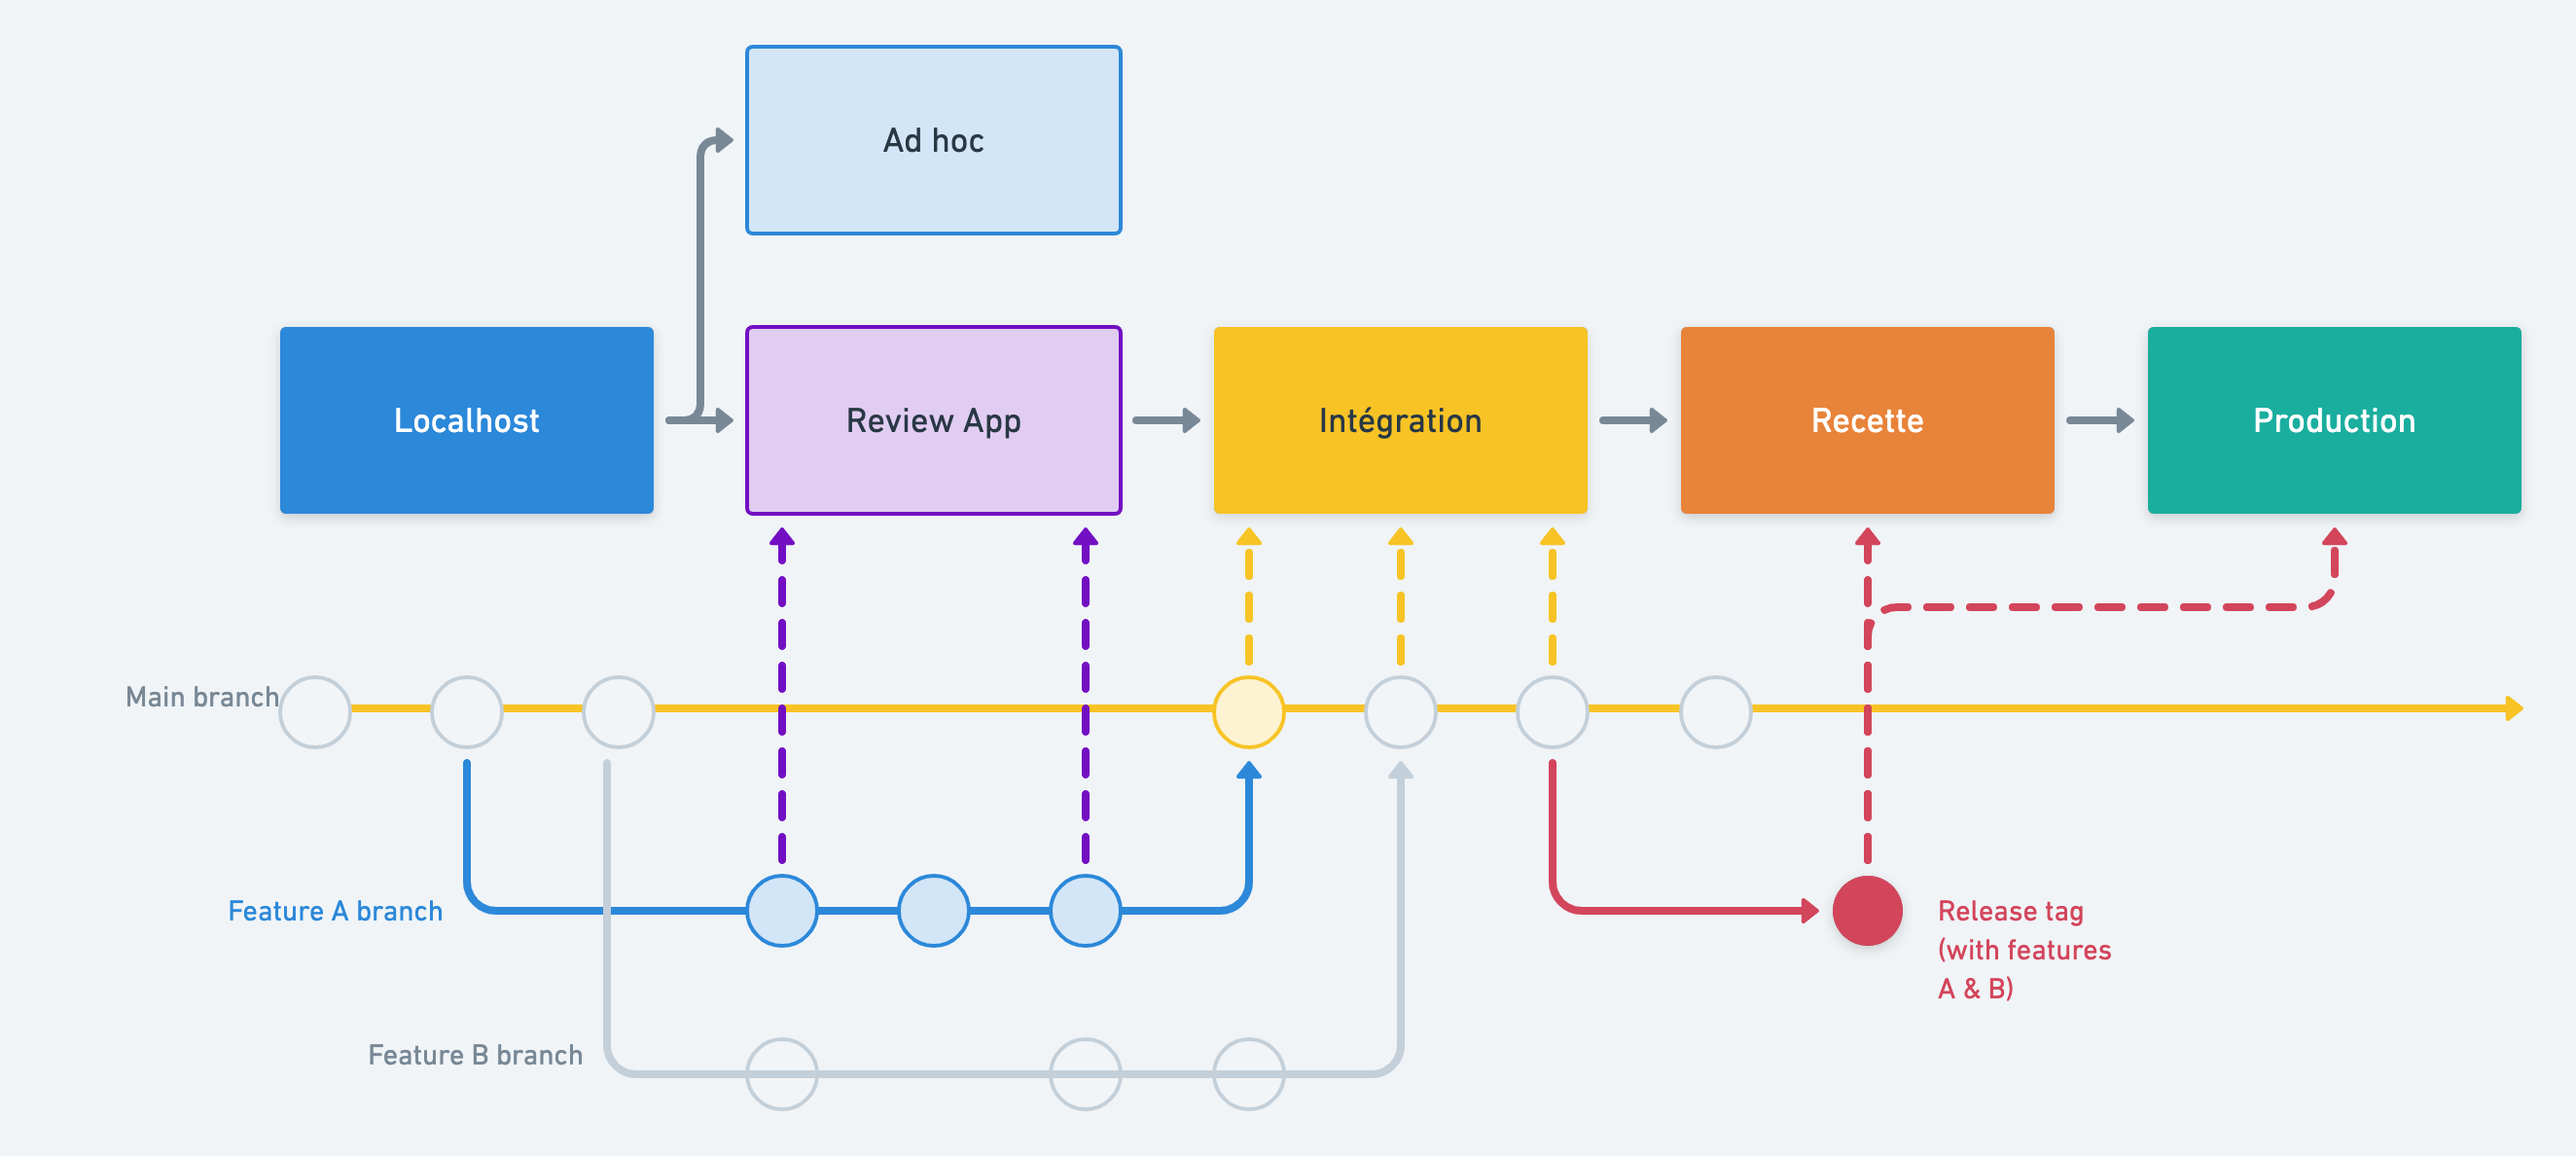 Ad hoc
Localhost
Review App
Intégration
Recette
Production
Main branch
Feature A branch
Release tag
(with features
A & B)
Feature B branch